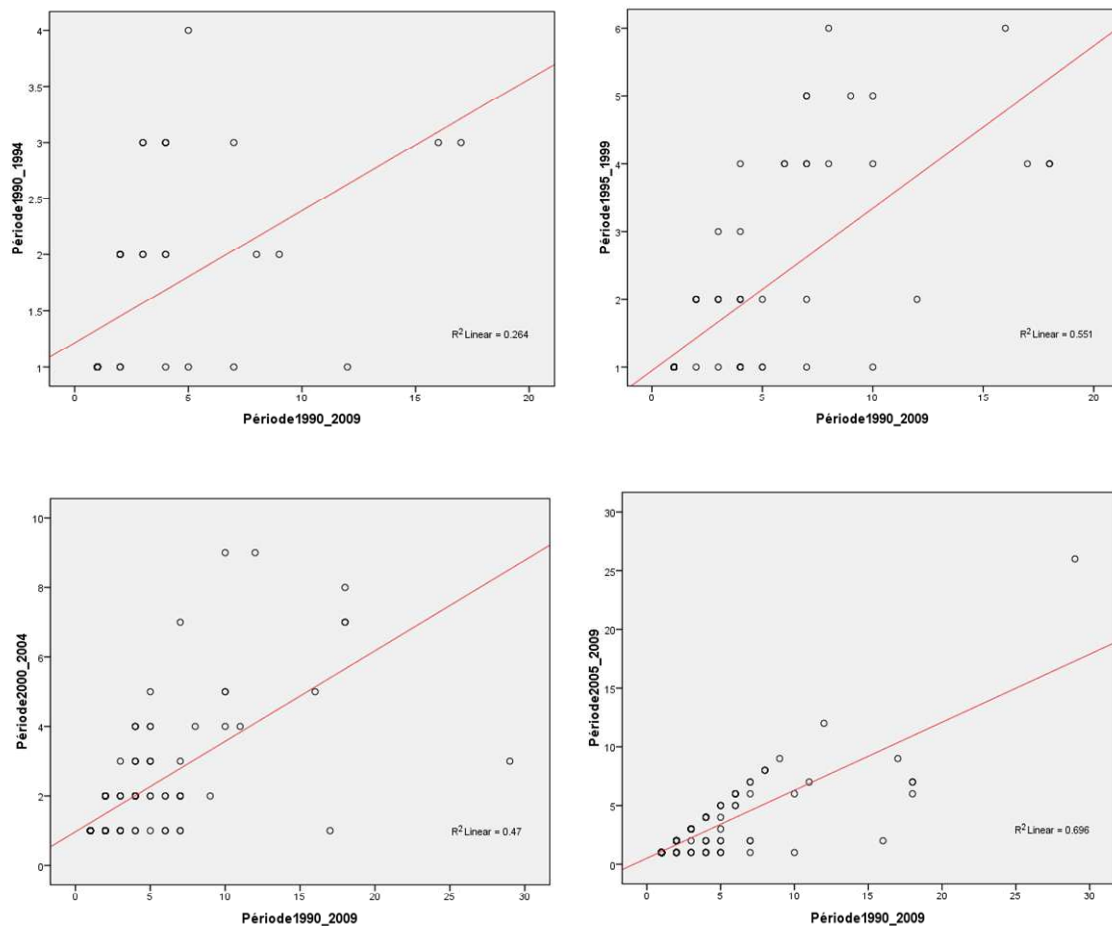 4
3.5
3
2.5
2
1.5
1
Période1990_1994
R2 Linear = 0.264
0 5 10 15 20
Période1990_2009
6
5
4
3
2
1
Période1995_1999
R2 Linear = 0.551
0 5 10 15 20
Période1990_2009
10
8
6
4
2
0
Période2000_2004
R2 Linear = 0.47
0 5 10 15 20 25 30
Période1990_2009
30
25
20
15
10
5
0
Période2005_2009
R2 Linear = 0.696
0 5 10 15 20 25 30
Période1990_2009